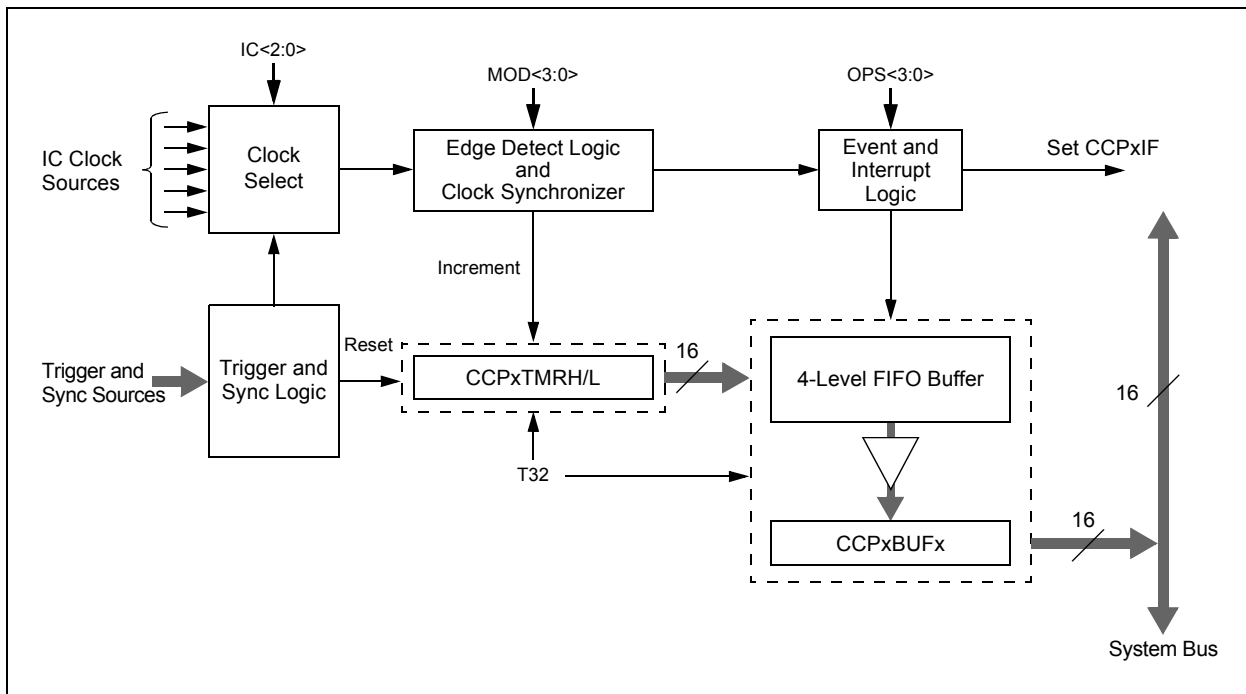 IC<2:0>
MOD<3:0>
OPS<3:0>
IC Clock
Sources
Clock
Select
Edge Detect Logic
and
Clock Synchronizer
Event and
Interrupt
Logic
Set CCPxIF
Increment
Trigger and
Sync Sources
Trigger and
Sync Logic
Reset
CCPxTMRH/L
16
4-Level FIFO Buffer
16
T32
CCPxBUFx
16
System Bus